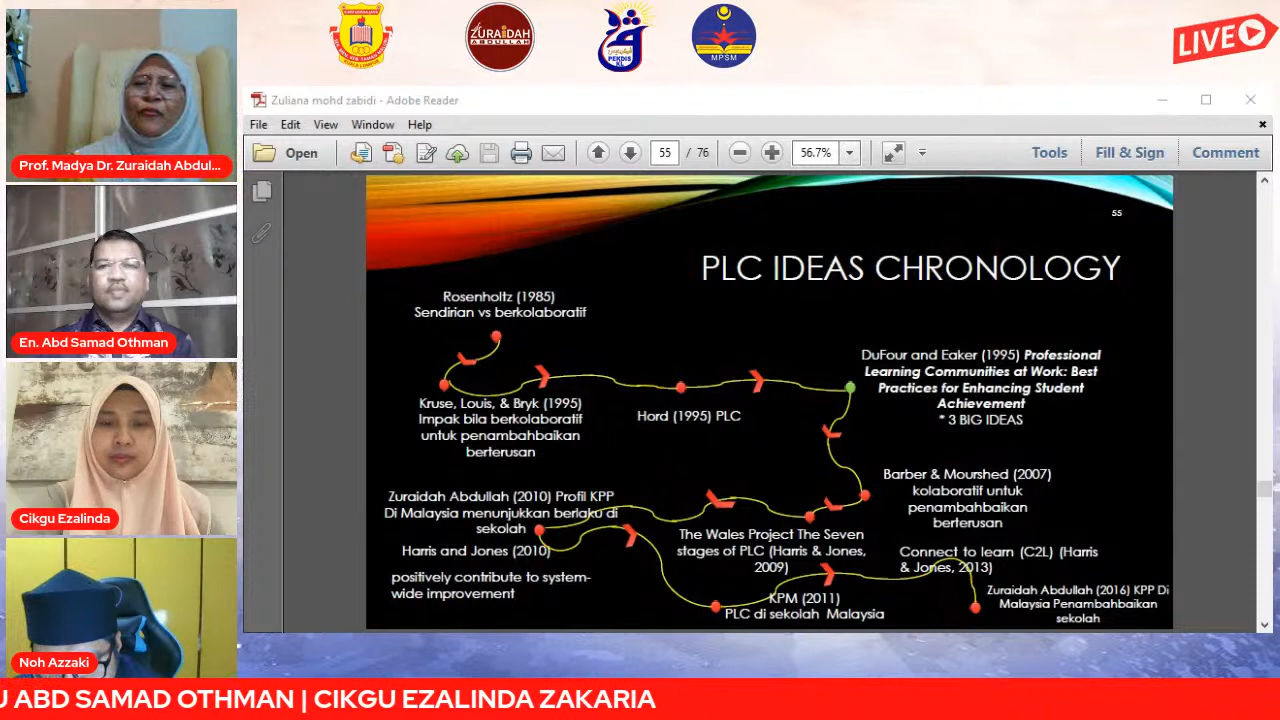 ZURAIDAH
ABDULLAH
PEKDIS
KL
MPSM
LIVE
Prof. Madya Dr. Zuraidah Abdul...
En. Abd Samad Othman
Cikgu Ezalinda
Noh Azzaki
Zuliana mohd zabidi - Adobe Reader
File Edit View Window Help
Open 55 / 76 56.7% Tools Fill & Sign Comment
55
PLC IDEAS CHRONOLOGY
Rosenholtz (1985)
Sendirian vs berkolaboratif
Kruse, Louis, & Bryk (1995)
Impak bila berkolaboratif
untuk penambahbaikan
berterusan
Hord (1995) PLC
DuFour and Eaker (1995) Professional
Learning Communities at Work: Best
Practices for Enhancing Student
Achievement
* 3 BIG IDEAS
Barber & Mourshed (2007)
kolaboratif untuk
penambahbaikan
berterusan
The Wales Project The Seven
stages of PLC (Harris & Jones,
2009)
Zuraidah Abdullah (2010) Profil KPP
Di Malaysia menunjukkan berlaku di
sekolah
Harris and Jones (2010)
positively contribute to system-
wide improvement
KPM (2011)
PLC di sekolah Malaysia
Connect to learn (C2L) (Harris
& Jones, 2013)
Zuraidah Abdullah (2016) KPP Di
Malaysia Penambahbaikan
sekolah
U ABD SAMAD OTHMAN | CIKGU EZALINDA ZAKARIA